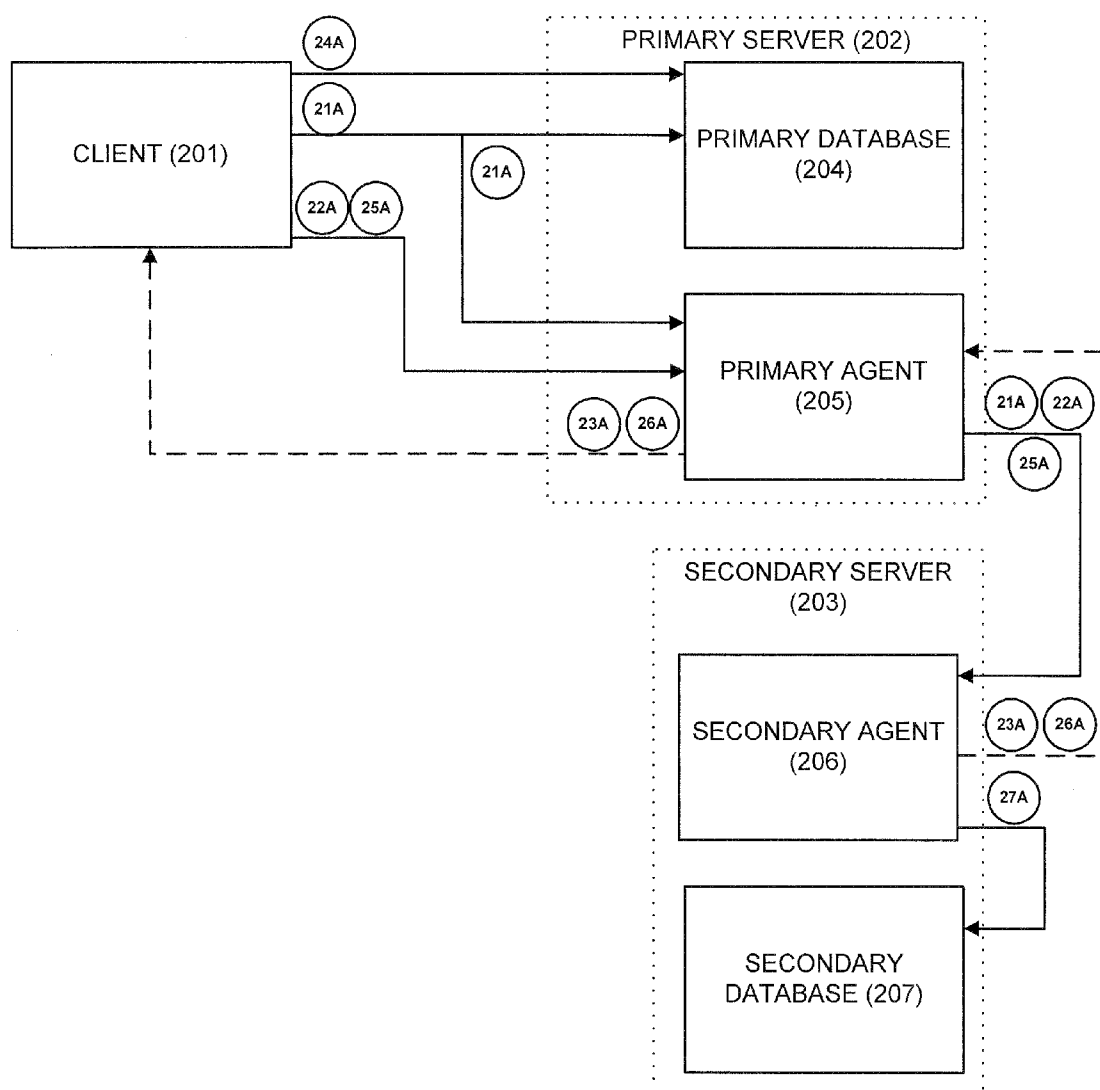 24A
PRIMARY SERVER (202)
21A
CLIENT (201)
PRIMARY DATABASE
(204)
21A
22A 25A
PRIMARY AGENT
(205)
21A 22A
23A 26A
25A
SECONDARY SERVER
(203)
SECONDARY AGENT
(206)
23A 26A
27A
SECONDARY
DATABASE (207)